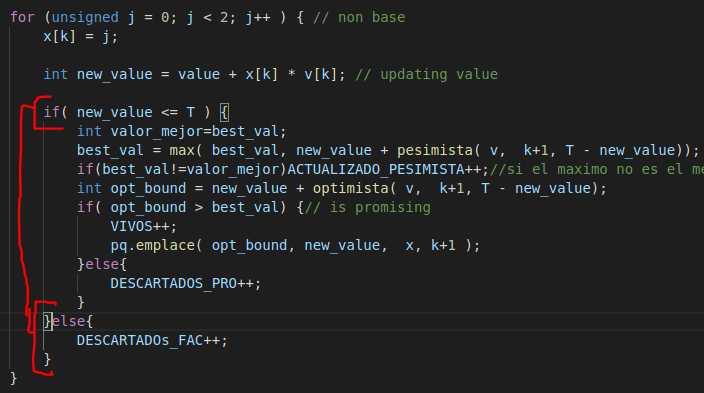 for (unsigned j = 0; j < 2; j++ ) { // non base
x[k] = j;
int new_value = value + x[k] * v[k]; // updating value
if( new_value <= T ) {
int valor_mejor=best_val;
best_val = max( best_val, new_value + pesimista( v, k+1, T - new_value));
if(best_val!=valor_mejor)ACTUALIZADO_PESIMISTA++;//si el maximo no es el me
int opt_bound = new_value + optimista( v, k+1, T - new_value);
if( opt_bound > best_val) {// is promising
VIVOS++;
pq.emplace( opt_bound, new_value, x, k+1 );
}else{
DESCARTADOS_PRO++;
}
}else{
DESCARTADOs_FAC++;
}
}